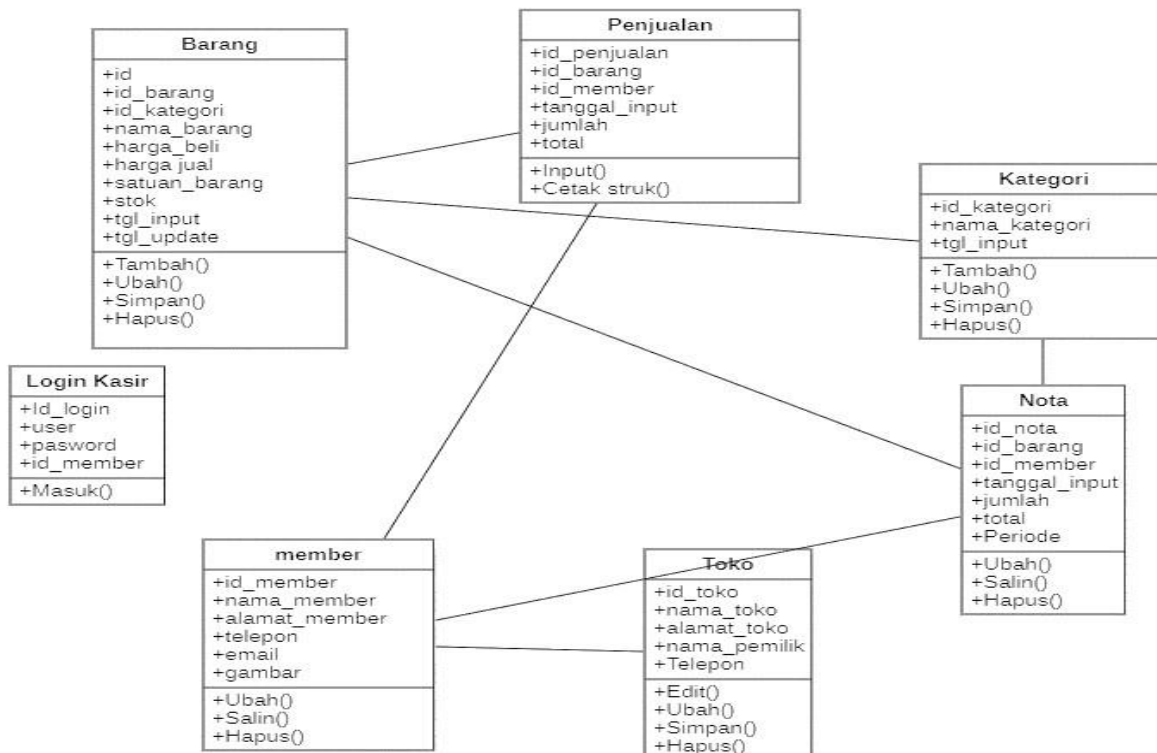 Barang
+id
+id_barang
+id_kategori
+nama_barang
+harga_beli
+harga jual
+satuan_barang
+stok
+tgl_input
+tgl_update
+Tambah()
+Ubah()
+Simpan()
+Hapus()
Penjualan
+id_penjualan
+id_barang
+id_member
+tanggal_input
+jumlah
+total
+Input()
+Cetak struk()
Kategori
+id_kategori
+nama_kategori
+tgl_input
+Tambah()
+Ubah()
+Simpan()
+Hapus()
Login Kasir
+Id_login
+user
+pasword
+id_member
+Masuk()
Nota
+id_nota
+id_barang
+id_member
+tanggal_input
+jumlah
+total
+Periode
+Ubah()
+Salin()
+Hapus()
member
+id_member
+nama_member
+alamat_member
+telepon
+email
+gambar
+Ubah()
+Salin()
+Hapus()
Toko
+id_toko
+nama_toko
+alamat_toko
+nama_pemilik
+Telepon
+Edit()
+Ubah()
+Simpan()
+Hapus()